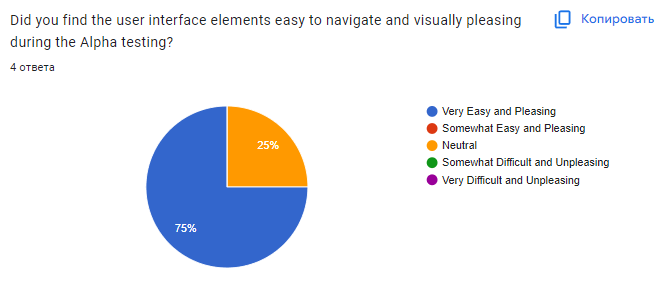 Did you find the user interface elements easy to navigate and visually pleasing
during the Alpha testing?
Копировать
4 ответа
25%
75%
Very Easy and Pleasing
Somewhat Easy and Pleasing
Neutral
Somewhat Difficult and Unpleasing
Very Difficult and Unpleasing